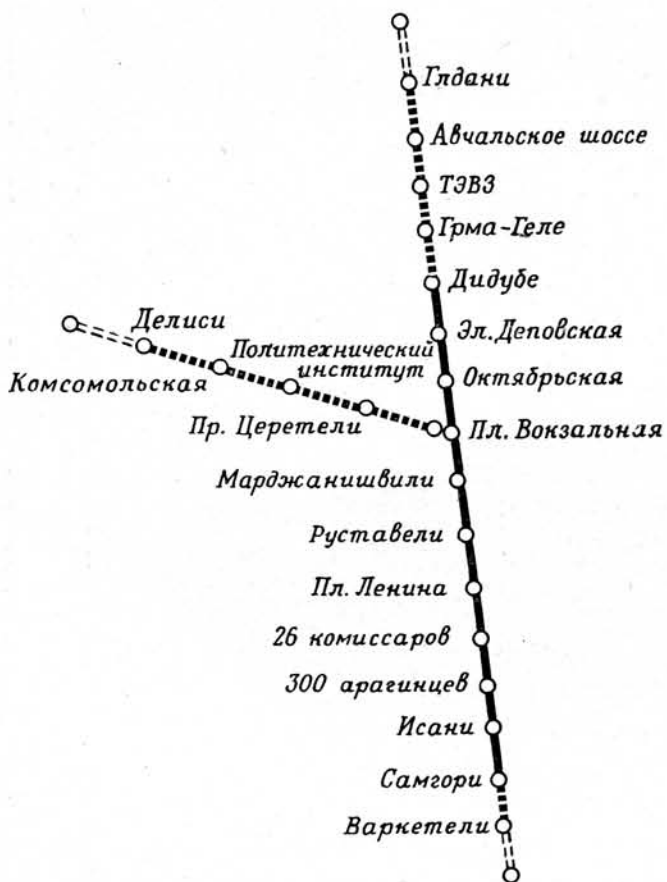 Глдани
Авчальское шоссе
ТЭВЗ
Грма-Геле
Дидубе
Эл. Деповская
Октябрьская
Пл. Вокзальная
Делиси
Политехнический
институт
Комсомольская
Пр. Церетели
Марджанишвили
Руставели
Пл. Ленина
26 комиссаров
300 арагинцев
Исани
Самгори
Варкетели